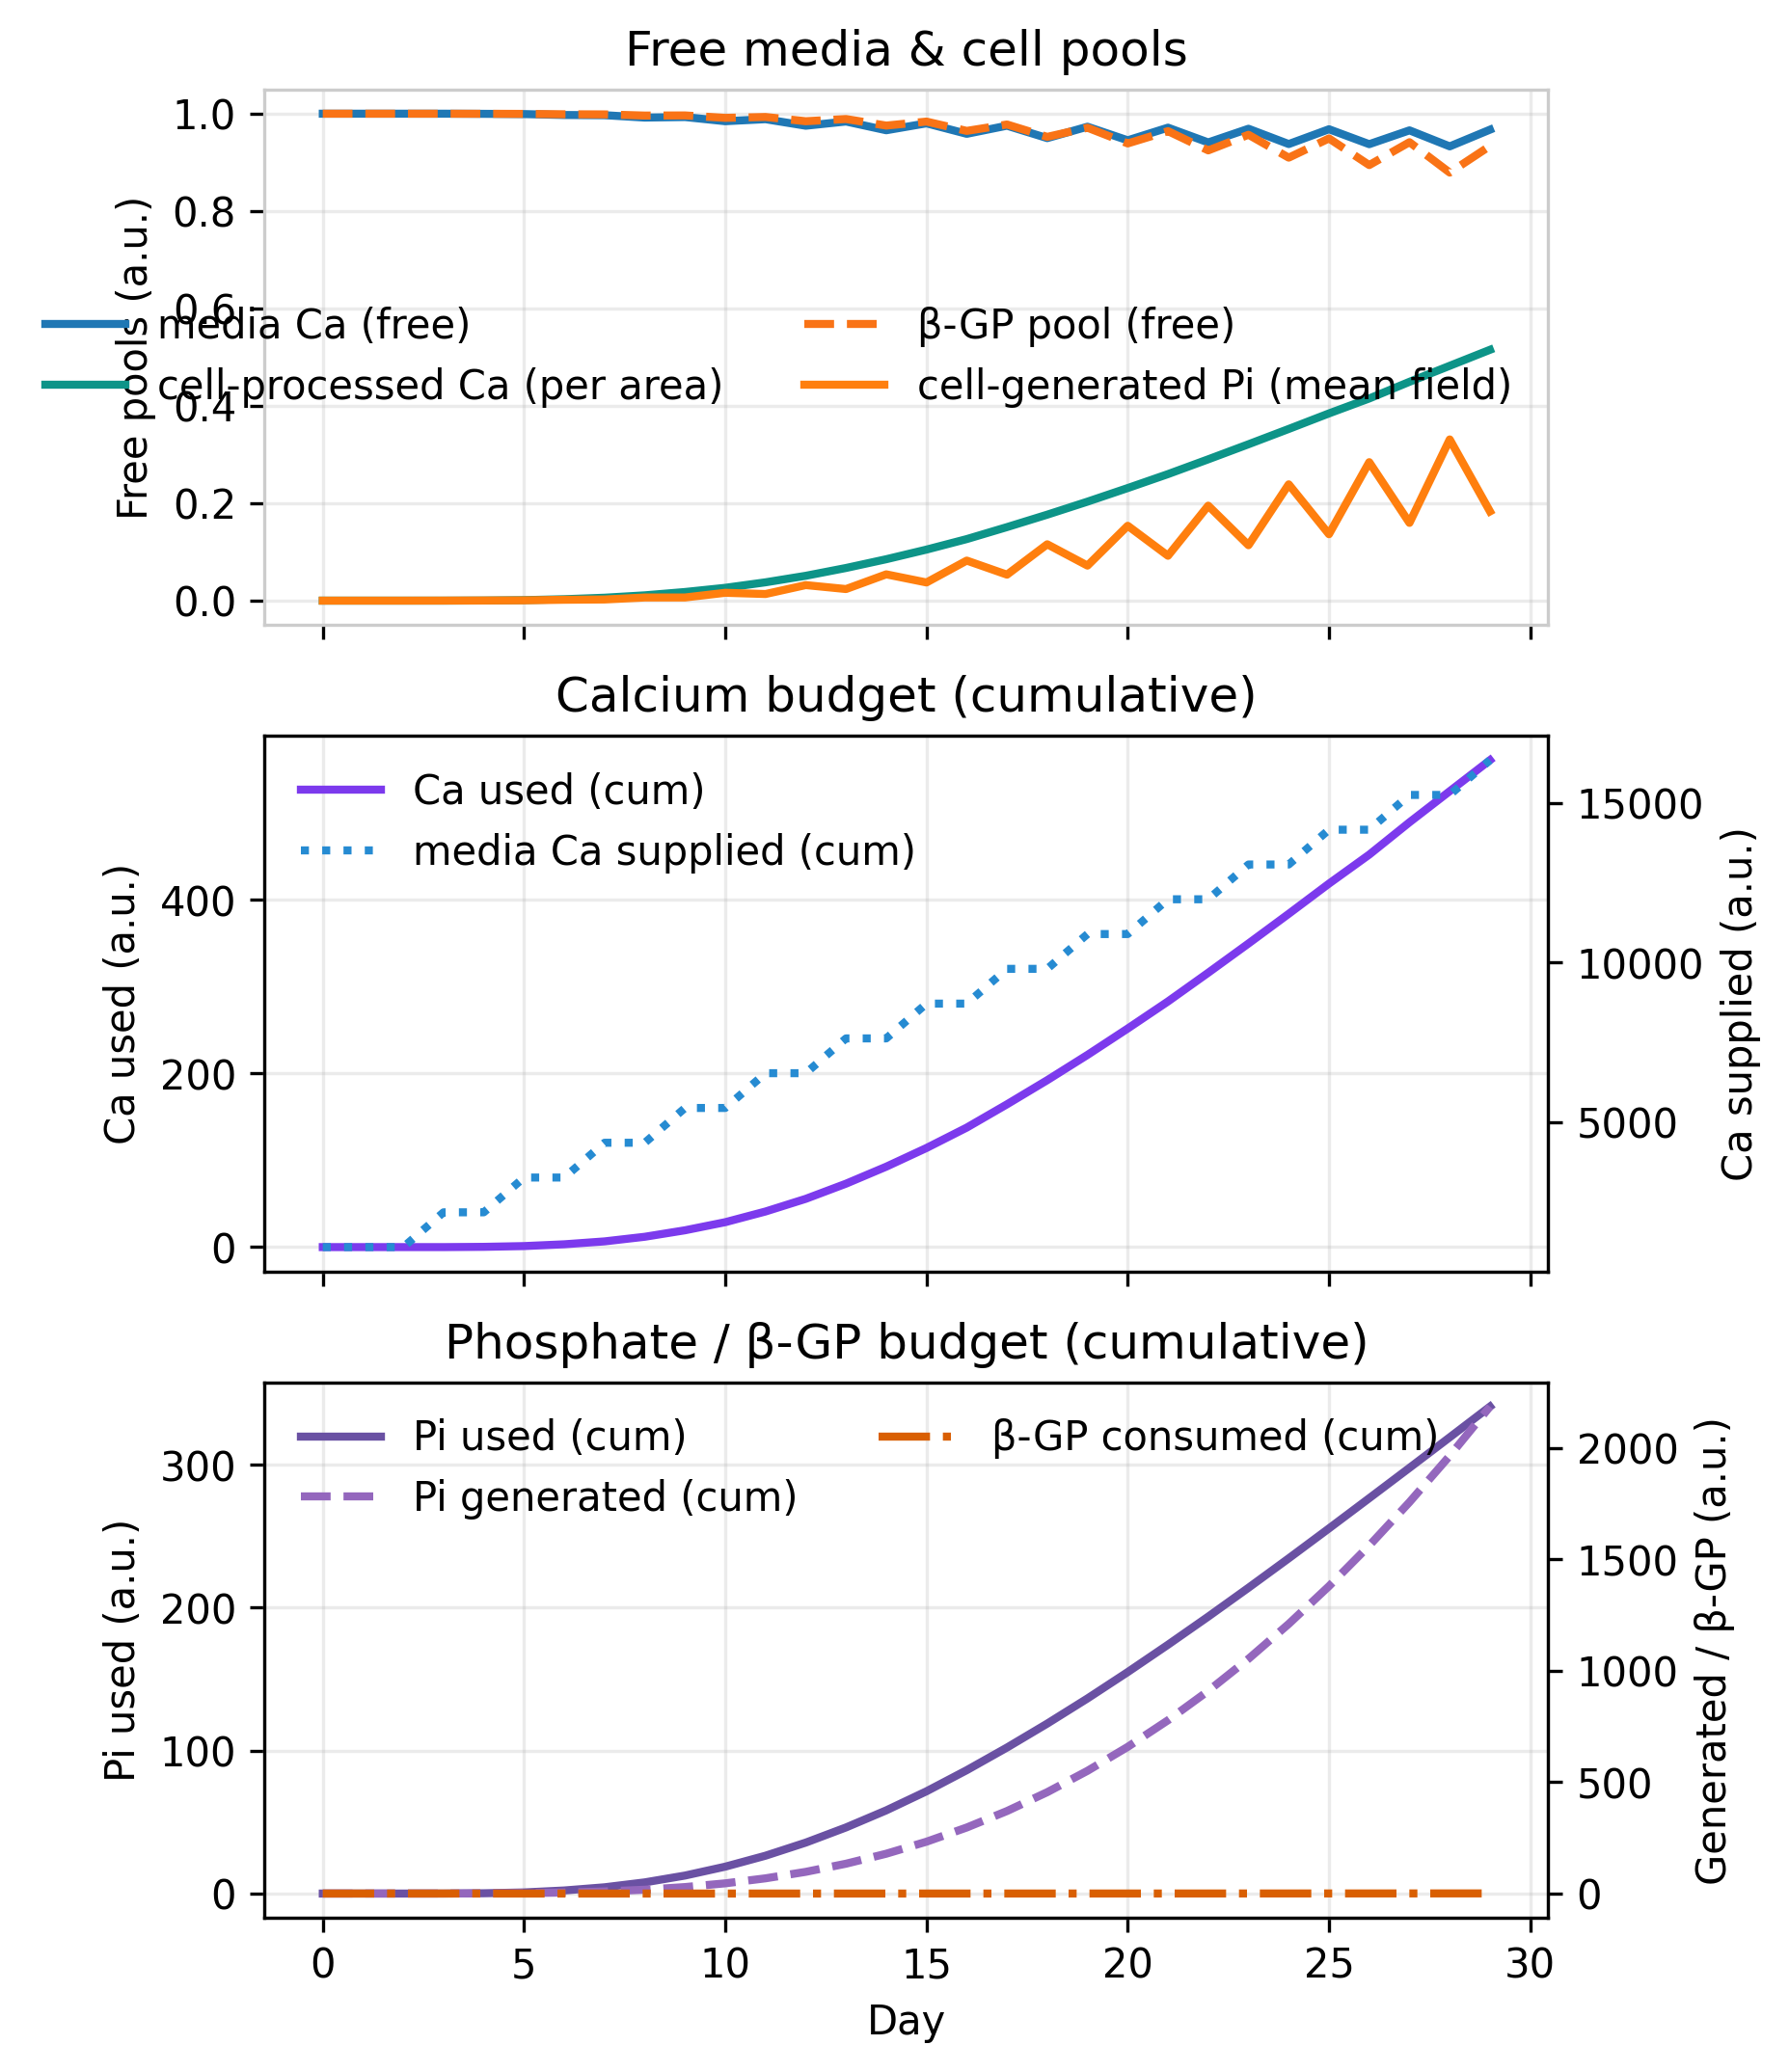 Free media & cell pools
Free pools (a.u.)
1.0
0.8
0.6
0.4
0.2
0.0
media Ca (free)
β-GP pool (free)
cell-processed Ca (per area)
cell-generated Pi (mean field)
Calcium budget (cumulative)
Ca used (a.u.)
400
200
0
Ca used (cum)
media Ca supplied (cum)
15000
10000
5000
Ca supplied (a.u.)
Phosphate / β-GP budget (cumulative)
Pi used (a.u.)
300
200
100
0
Pi used (cum)
β-GP consumed (cum)
Pi generated (cum)
2000
1500
1000
500
0
Generated / β-GP (a.u.)
0 5 10 15 20 25 30
Day